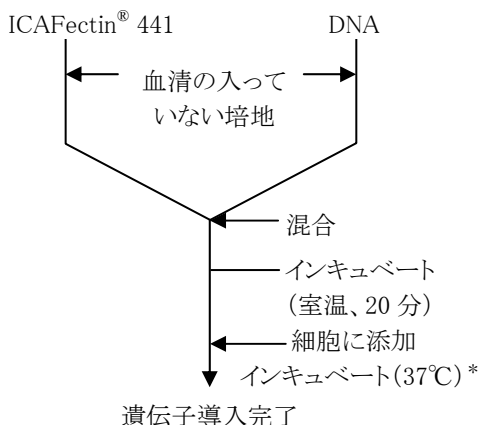 ICAFectin® 441
DNA
血清の入って
いない培地
混合
インキュベート
（室温、20 分）
細胞に添加
インキュベート（37℃）*
遺伝子導入完了